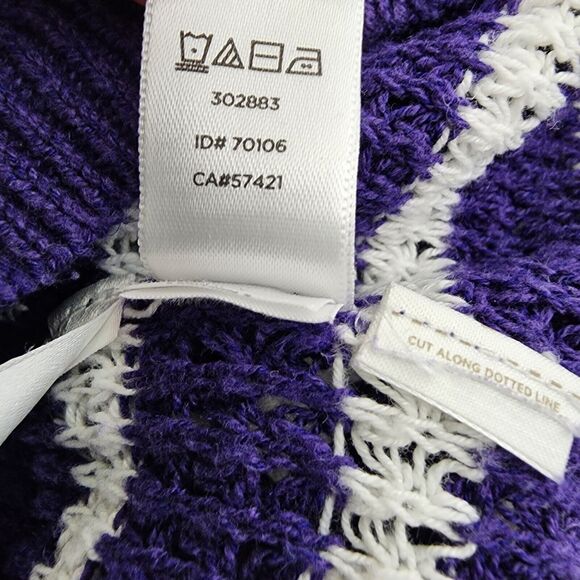 302883
ID# 70106
CA#57421
CUT ALONG DOTTED LINE